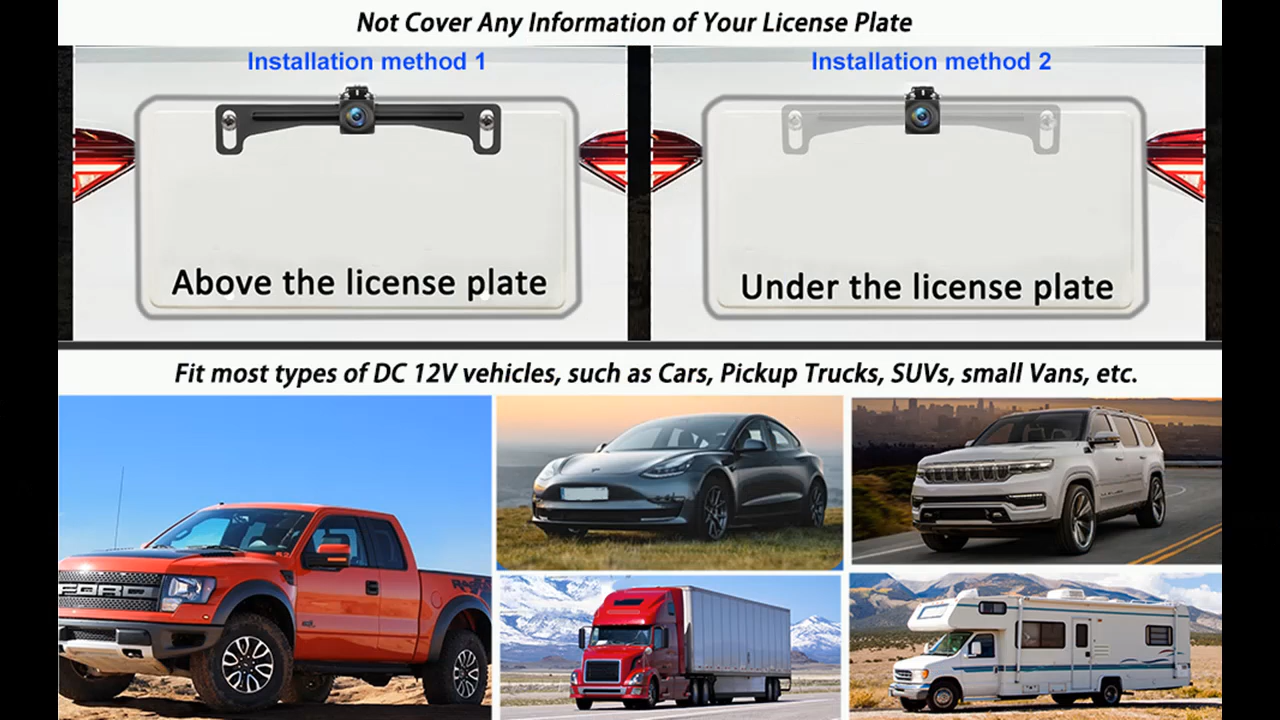 Not Cover Any Information of Your License Plate
Installation method 1
Installation method 2
Above the license plate
Under the license plate
Fit most types of DC 12V vehicles, such as Cars, Pickup Trucks, SUVs, small Vans, etc.
FORD